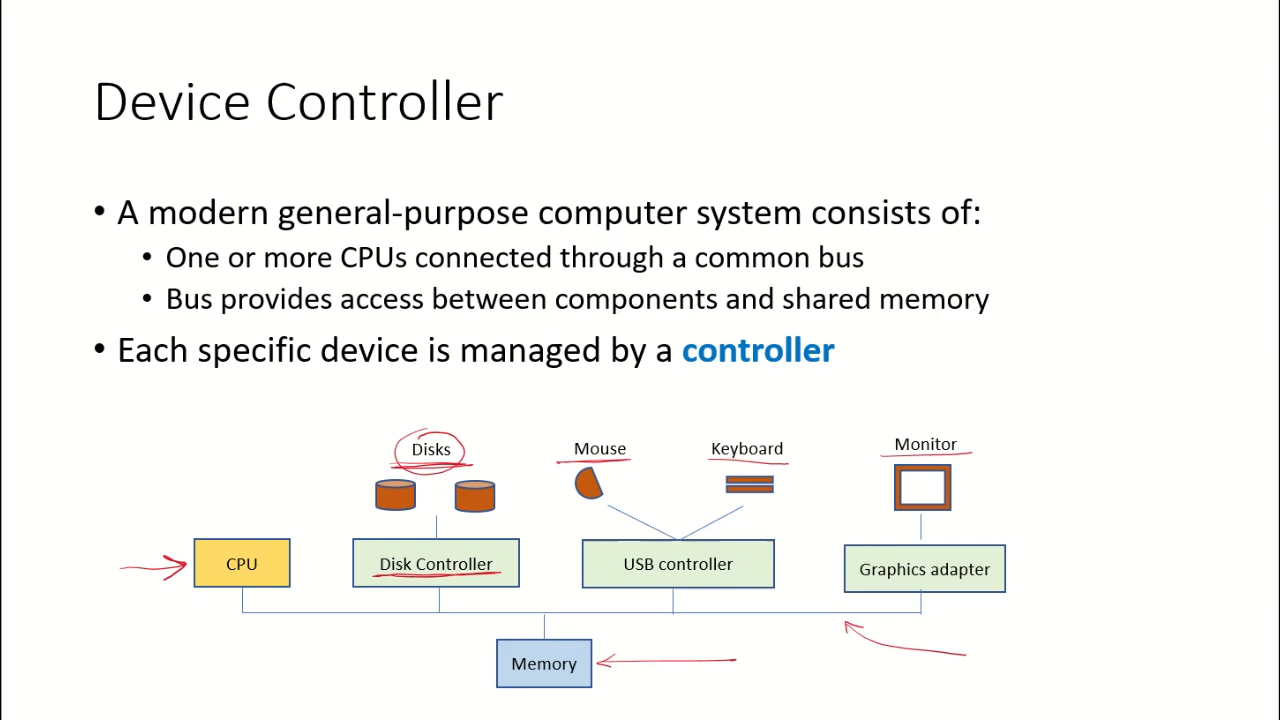 Device Controller
• A modern general-purpose computer system consists of:
• One or more CPUs connected through a common bus
• Bus provides access between components and shared memory
• Each specific device is managed by a controller
Disks
Mouse
Keyboard
Monitor
CPU
Disk Controller
USB controller
Graphics adapter
Memory